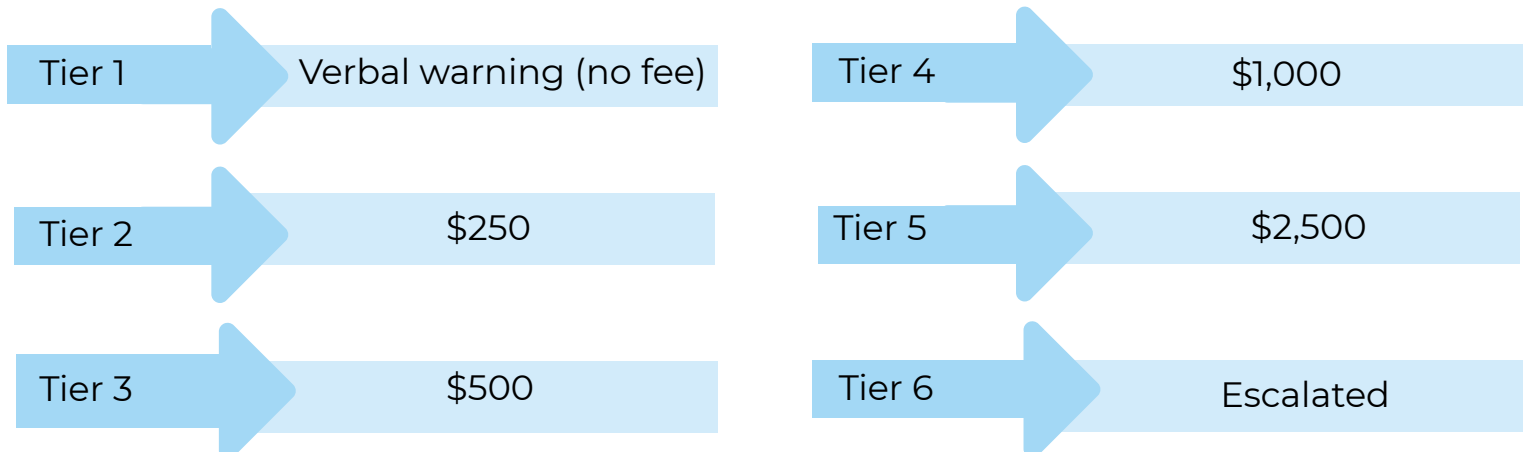 Tier 1
Verbal warning (no fee)
Tier 2
$250
Tier 3
$500
Tier 4
$1,000
Tier 5
$2,500
Tier 6
Escalated